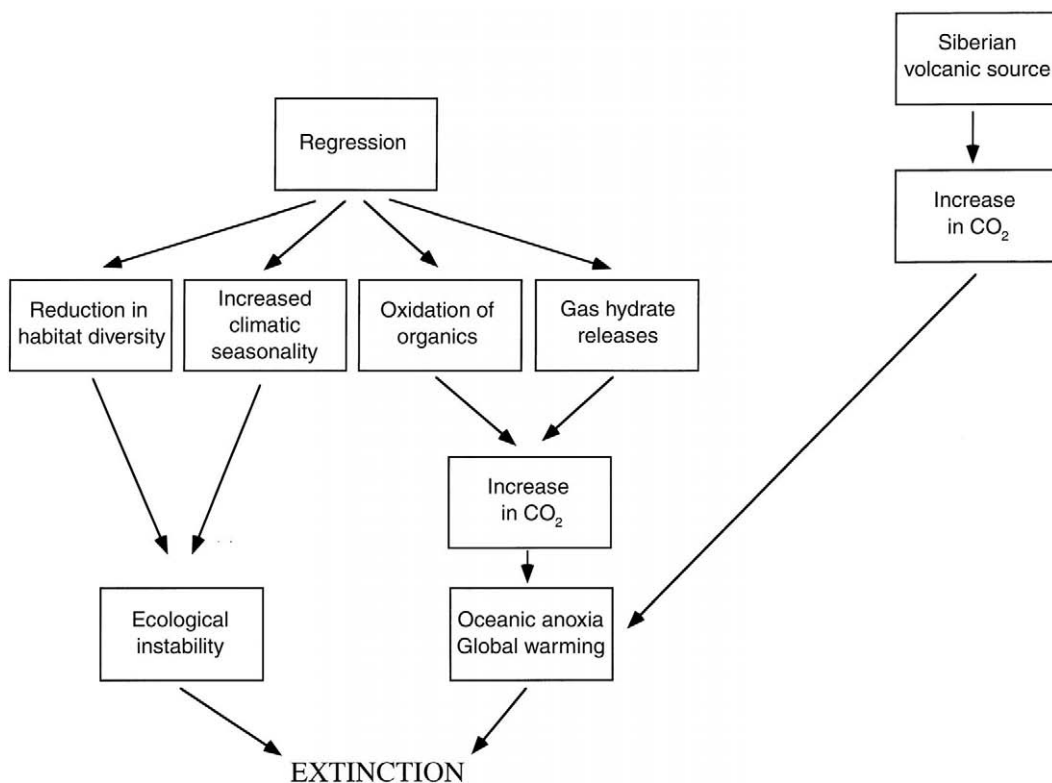 Siberian
volcanic source
Regression
Increase
in CO₂
Reduction in
habitat diversity
Increased
climatic
seasonality
Oxidation of
organics
Gas hydrate
releases
Increase
in CO₂
Ecological
instability
Oceanic anoxia
Global warming
EXTINCTION